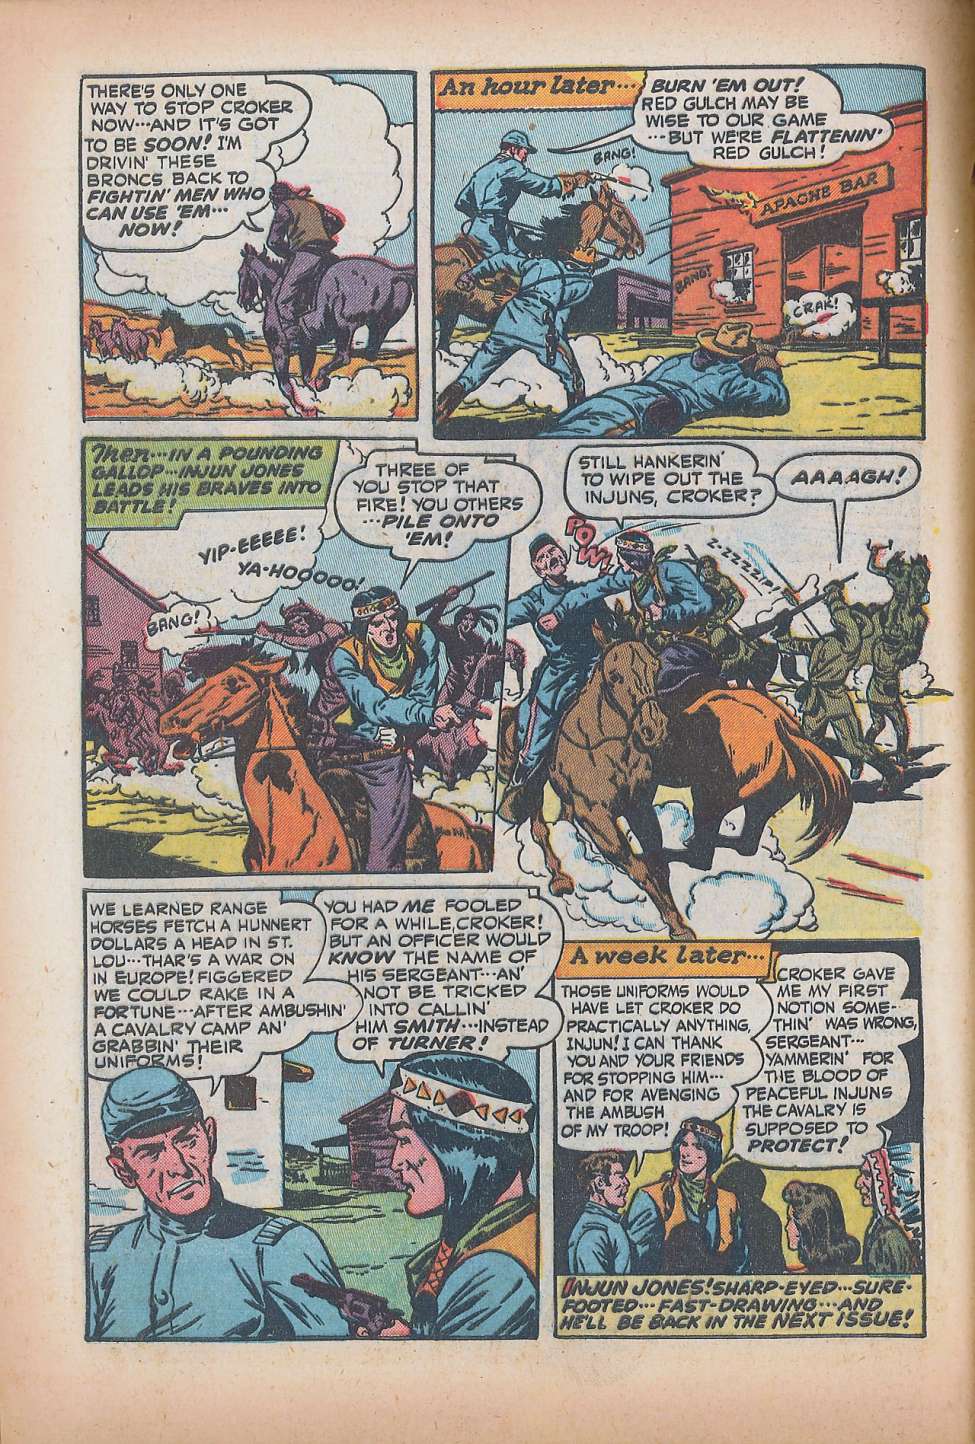 THERE'S ONLY ONE
WAY TO STOP CROKER
NOW---AND IT'S GOT
TO BE SOON! I'M
DRIVIN' THESE
BRONCS BACK TO
FIGHTIN' MEN WHO
CAN USE 'EM---
NOW!
An hour later---
BURN 'EM OUT!
RED GULCH MAY BE
WISE TO OUR GAME
---BUT WE'RE FLATTENIN'
RED GULCH!
BANG!
APACHE BAR
BANG!
CRAK!
Then---IN A POUNDING
GALLOP---INJUN JONES
LEADS HIS BRAVES INTO
BATTLE!
YIP-EEEEE!
YA-HOOOOO!
BANG!
THREE OF
YOU STOP THAT
FIRE! YOU OTHERS
---PILE ONTO
'EM!
STILL HANKERIN'
TO WIPE OUT THE
INJUNS, CROKER?
POW!
Z-ZZZZZIP!
AAAAGH!
WE LEARNED RANGE
HORSES FETCH A HUNNERT
DOLLARS A HEAD IN ST.
LOU---THAR'S A WAR ON
IN EUROPE! FIGGERED
WE COULD RAKE IN A
FORTUNE---AFTER AMBUSHIN'
A CAVALRY CAMP AN'
GRABBIN' THEIR
UNIFORMS!
YOU HAD ME FOOLED
FOR A WHILE, CROKER!
BUT AN OFFICER WOULD
KNOW THE NAME OF
HIS SERGEANT---AN'
NOT BE TRICKED
INTO CALLIN'
HIM SMITH---INSTEAD
OF TURNER!
A week later---
THOSE UNIFORMS WOULD
HAVE LET CROKER DO
PRACTICALLY ANYTHING,
INJUN! I CAN THANK
YOU AND YOUR FRIENDS
FOR STOPPING HIM---
AND FOR AVENGING
THE AMBUSH
OF MY TROOP!
CROKER GAVE
ME MY FIRST
NOTION SOME-
THIN' WAS WRONG,
SERGEANT---
YAMMERIN' FOR
THE BLOOD OF
PEACEFUL INJUNS
THE CAVALRY IS
SUPPOSED TO
PROTECT!
INJUN JONES! SHARP-EYED---SURE-
FOOTED---FAST-DRAWING---AND
HE'LL BE BACK IN THE NEXT ISSUE!